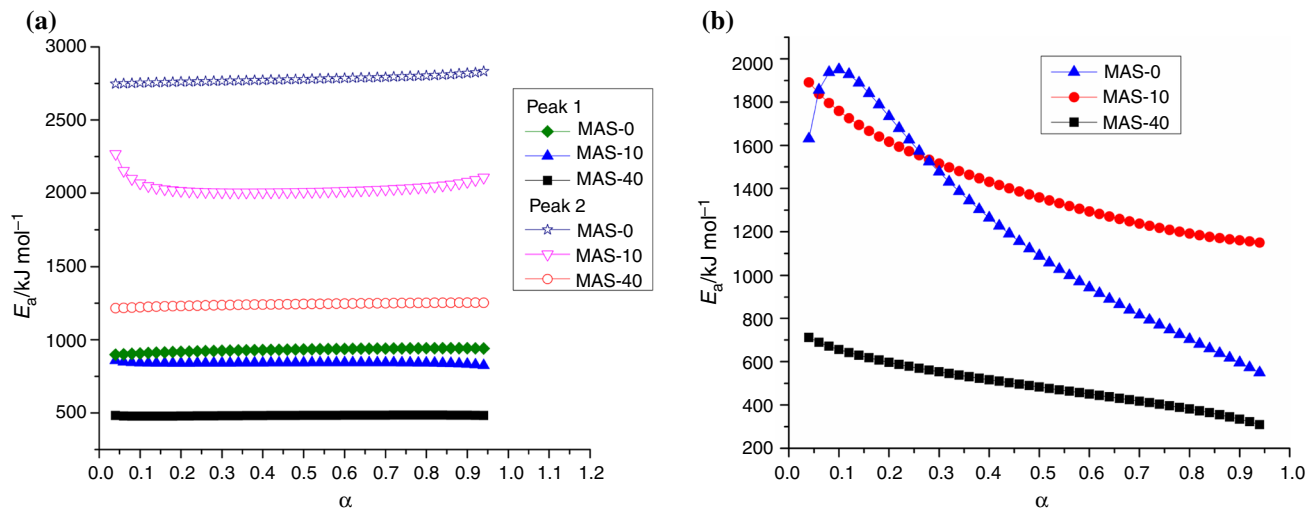 (a)
3000
2500
2000
1500
1000
500
0.0 0.1 0.2 0.3 0.4 0.5 0.6 0.7 0.8 0.9 1.0 1.1 1.2
α
Ea/kJ mol−1
Peak 1
MAS-0
MAS-10
MAS-40
Peak 2
MAS-0
MAS-10
MAS-40
(b)
2000
1800
1600
1400
1200
1000
800
600
400
200
0.0 0.1 0.2 0.3 0.4 0.5 0.6 0.7 0.8 0.9 1.0
α
Ea/kJ mol−1
MAS-0
MAS-10
MAS-40